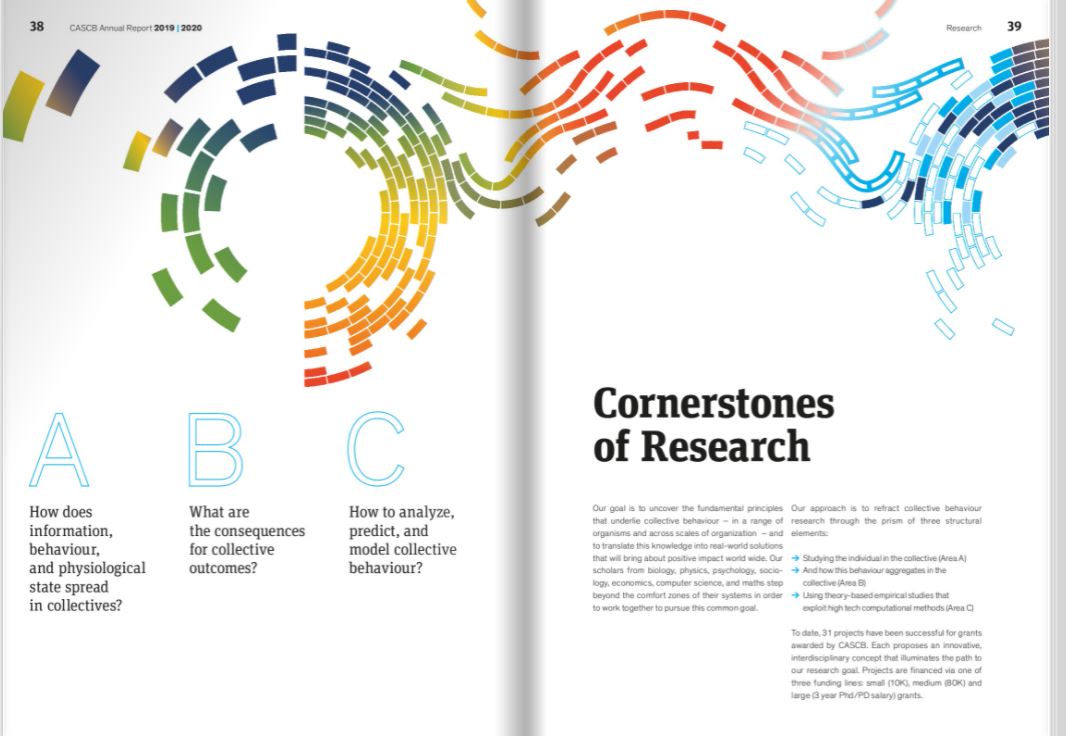 38 CASCB Annual Report 2019 | 2020
Research 39
A
How does
information,
behaviour,
and physiological
state spread
in collectives?
B
What are
the consequences
for collective
outcomes?
C
How to analyze,
predict, and
model collective
behaviour?
Cornerstones
of Research
Our goal is to uncover the fundamental principles
that underlie collective behaviour – in a range of
organisms and across scales of organization – and
to translate this knowledge into real-world solutions
that will bring about positive impact world wide. Our
scholars from biology, physics, psychology, socio-
logy, economics, computer science, and maths step
beyond the comfort zones of their systems in order
to work together to pursue this common goal.
Our approach is to refract collective behaviour
research through the prism of three structural
elements:
→ Studying the individual in the collective (Area A)
→ And how this behaviour aggregates in the
collective (Area B)
→ Using theory-based empirical studies that
exploit high tech computational methods (Area C)
To date, 31 projects have been successful for grants
awarded by CASCB. Each proposes an innovative,
interdisciplinary concept that illuminates the path to
our research goal. Projects are financed via one of
three funding lines: small (10K), medium (80K) and
large (3 year Phd/PD salary) grants.